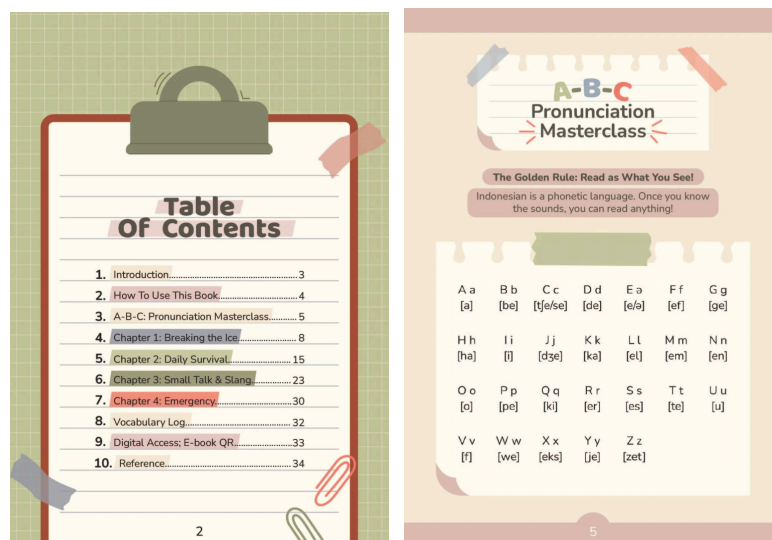 Table
Of Contents
1. Introduction..........................................3
2. How To Use This Book..........................4
3. A-B-C: Pronunciation Masterclass.........5
4. Chapter 1: Breaking the Ice...................8
5. Chapter 2: Daily Survival.....................15
6. Chapter 3: Small Talk & Slang.............23
7. Chapter 4: Emergency.........................30
8. Vocabulary Log....................................32
9. Digital Access; E-book QR...................33
10. Reference..........................................34
2
A-B-C
Pronunciation
Masterclass
The Golden Rule: Read as What You See!
Indonesian is a phonetic language. Once you know
the sounds, you can read anything!
A a B b C c D d E ə F f G g
[a] [be] [tʃe/se] [de] [e/ə] [ef] [ge]
H h I i J j K k L l M m N n
[ha] [i] [dʒe] [ka] [el] [em] [en]
O o P p Q q R r S s T t U u
[o] [pe] [ki] [er] [es] [te] [u]
V v W w X x Y y Z z
[f] [we] [eks] [je] [zet]
5